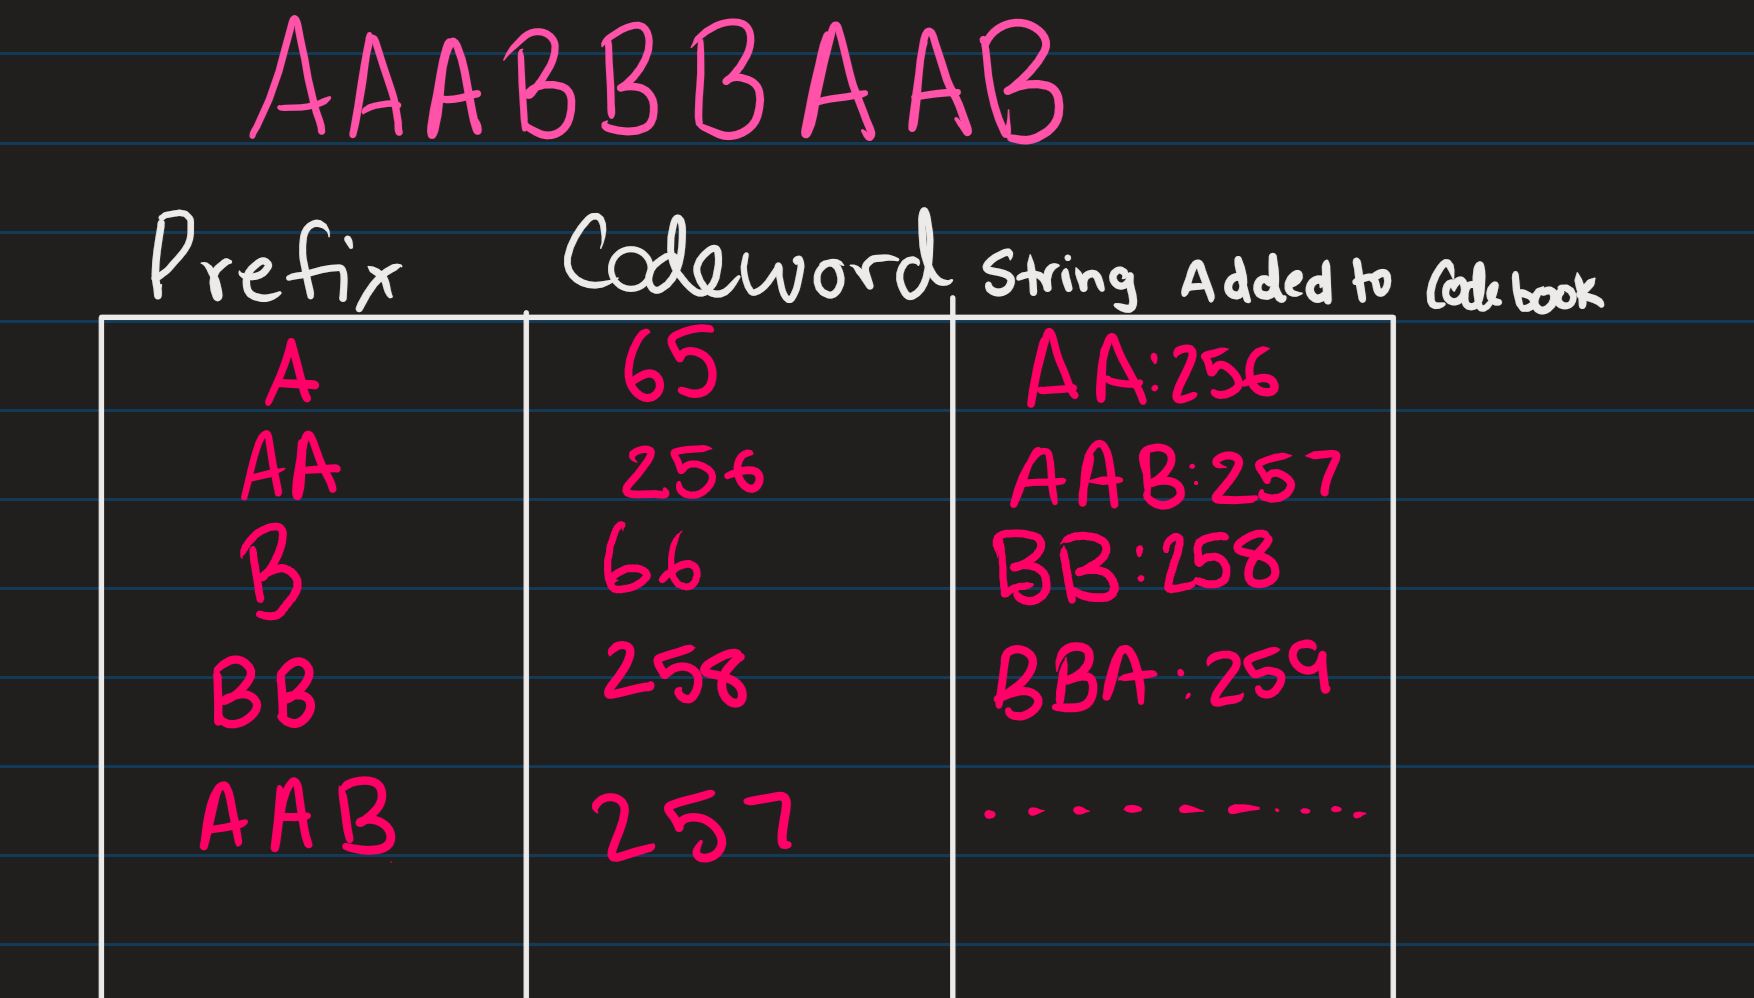 AAABBBAAB
Prefix Codeword String Added to Codebook
A 65 AA:256
AA 256 AAB:257
B 66 BB:258
BB 258 BBA:259
AAB 257 ..........